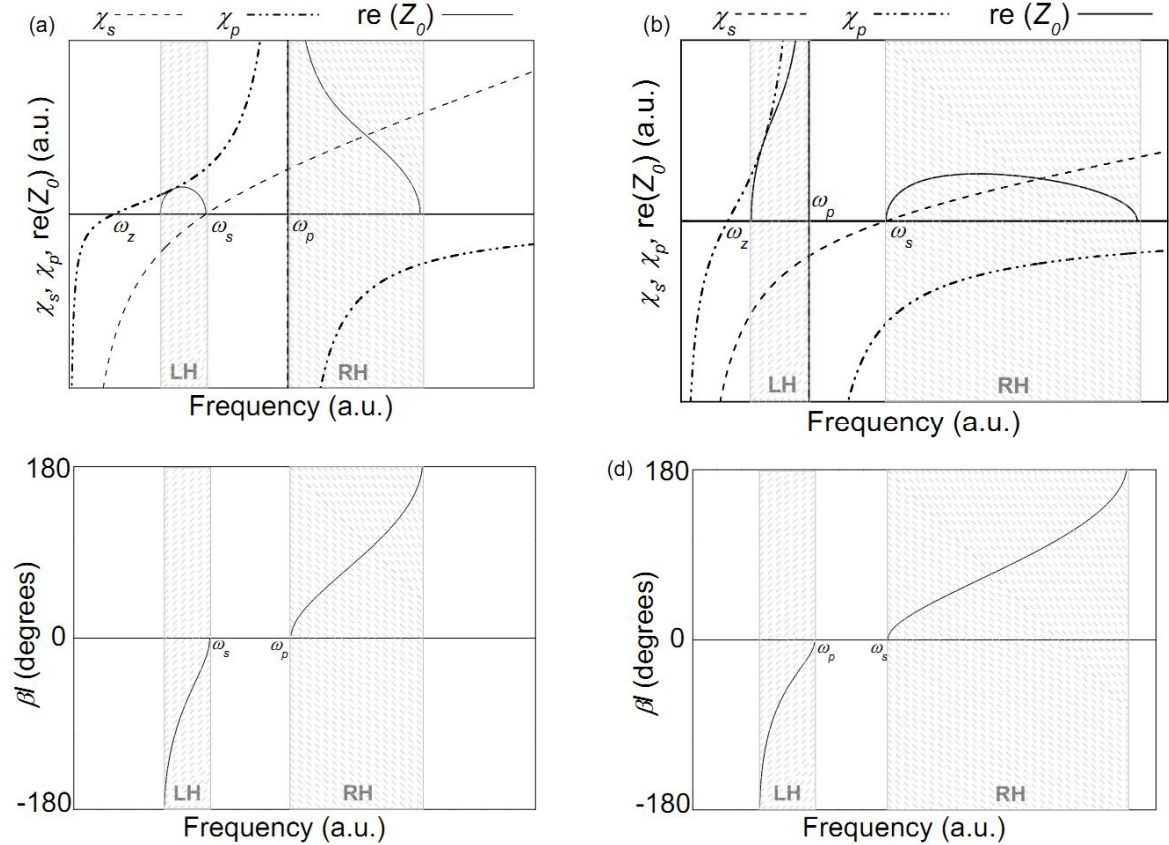 (a) χs χp re (Z0)
χs, χp, re(Z0) (a.u.)
ωz ωs ωp
LH RH
Frequency (a.u.)
(b) χs χp re (Z0)
χs, χp, re(Z0) (a.u.)
ωz ωp ωs
LH RH
Frequency (a.u.)
180
0
-180
βl (degrees)
ωs ωp
LH RH
Frequency (a.u.)
(d)
180
0
-180
βl (degrees)
ωp ωs
LH RH
Frequency (a.u.)